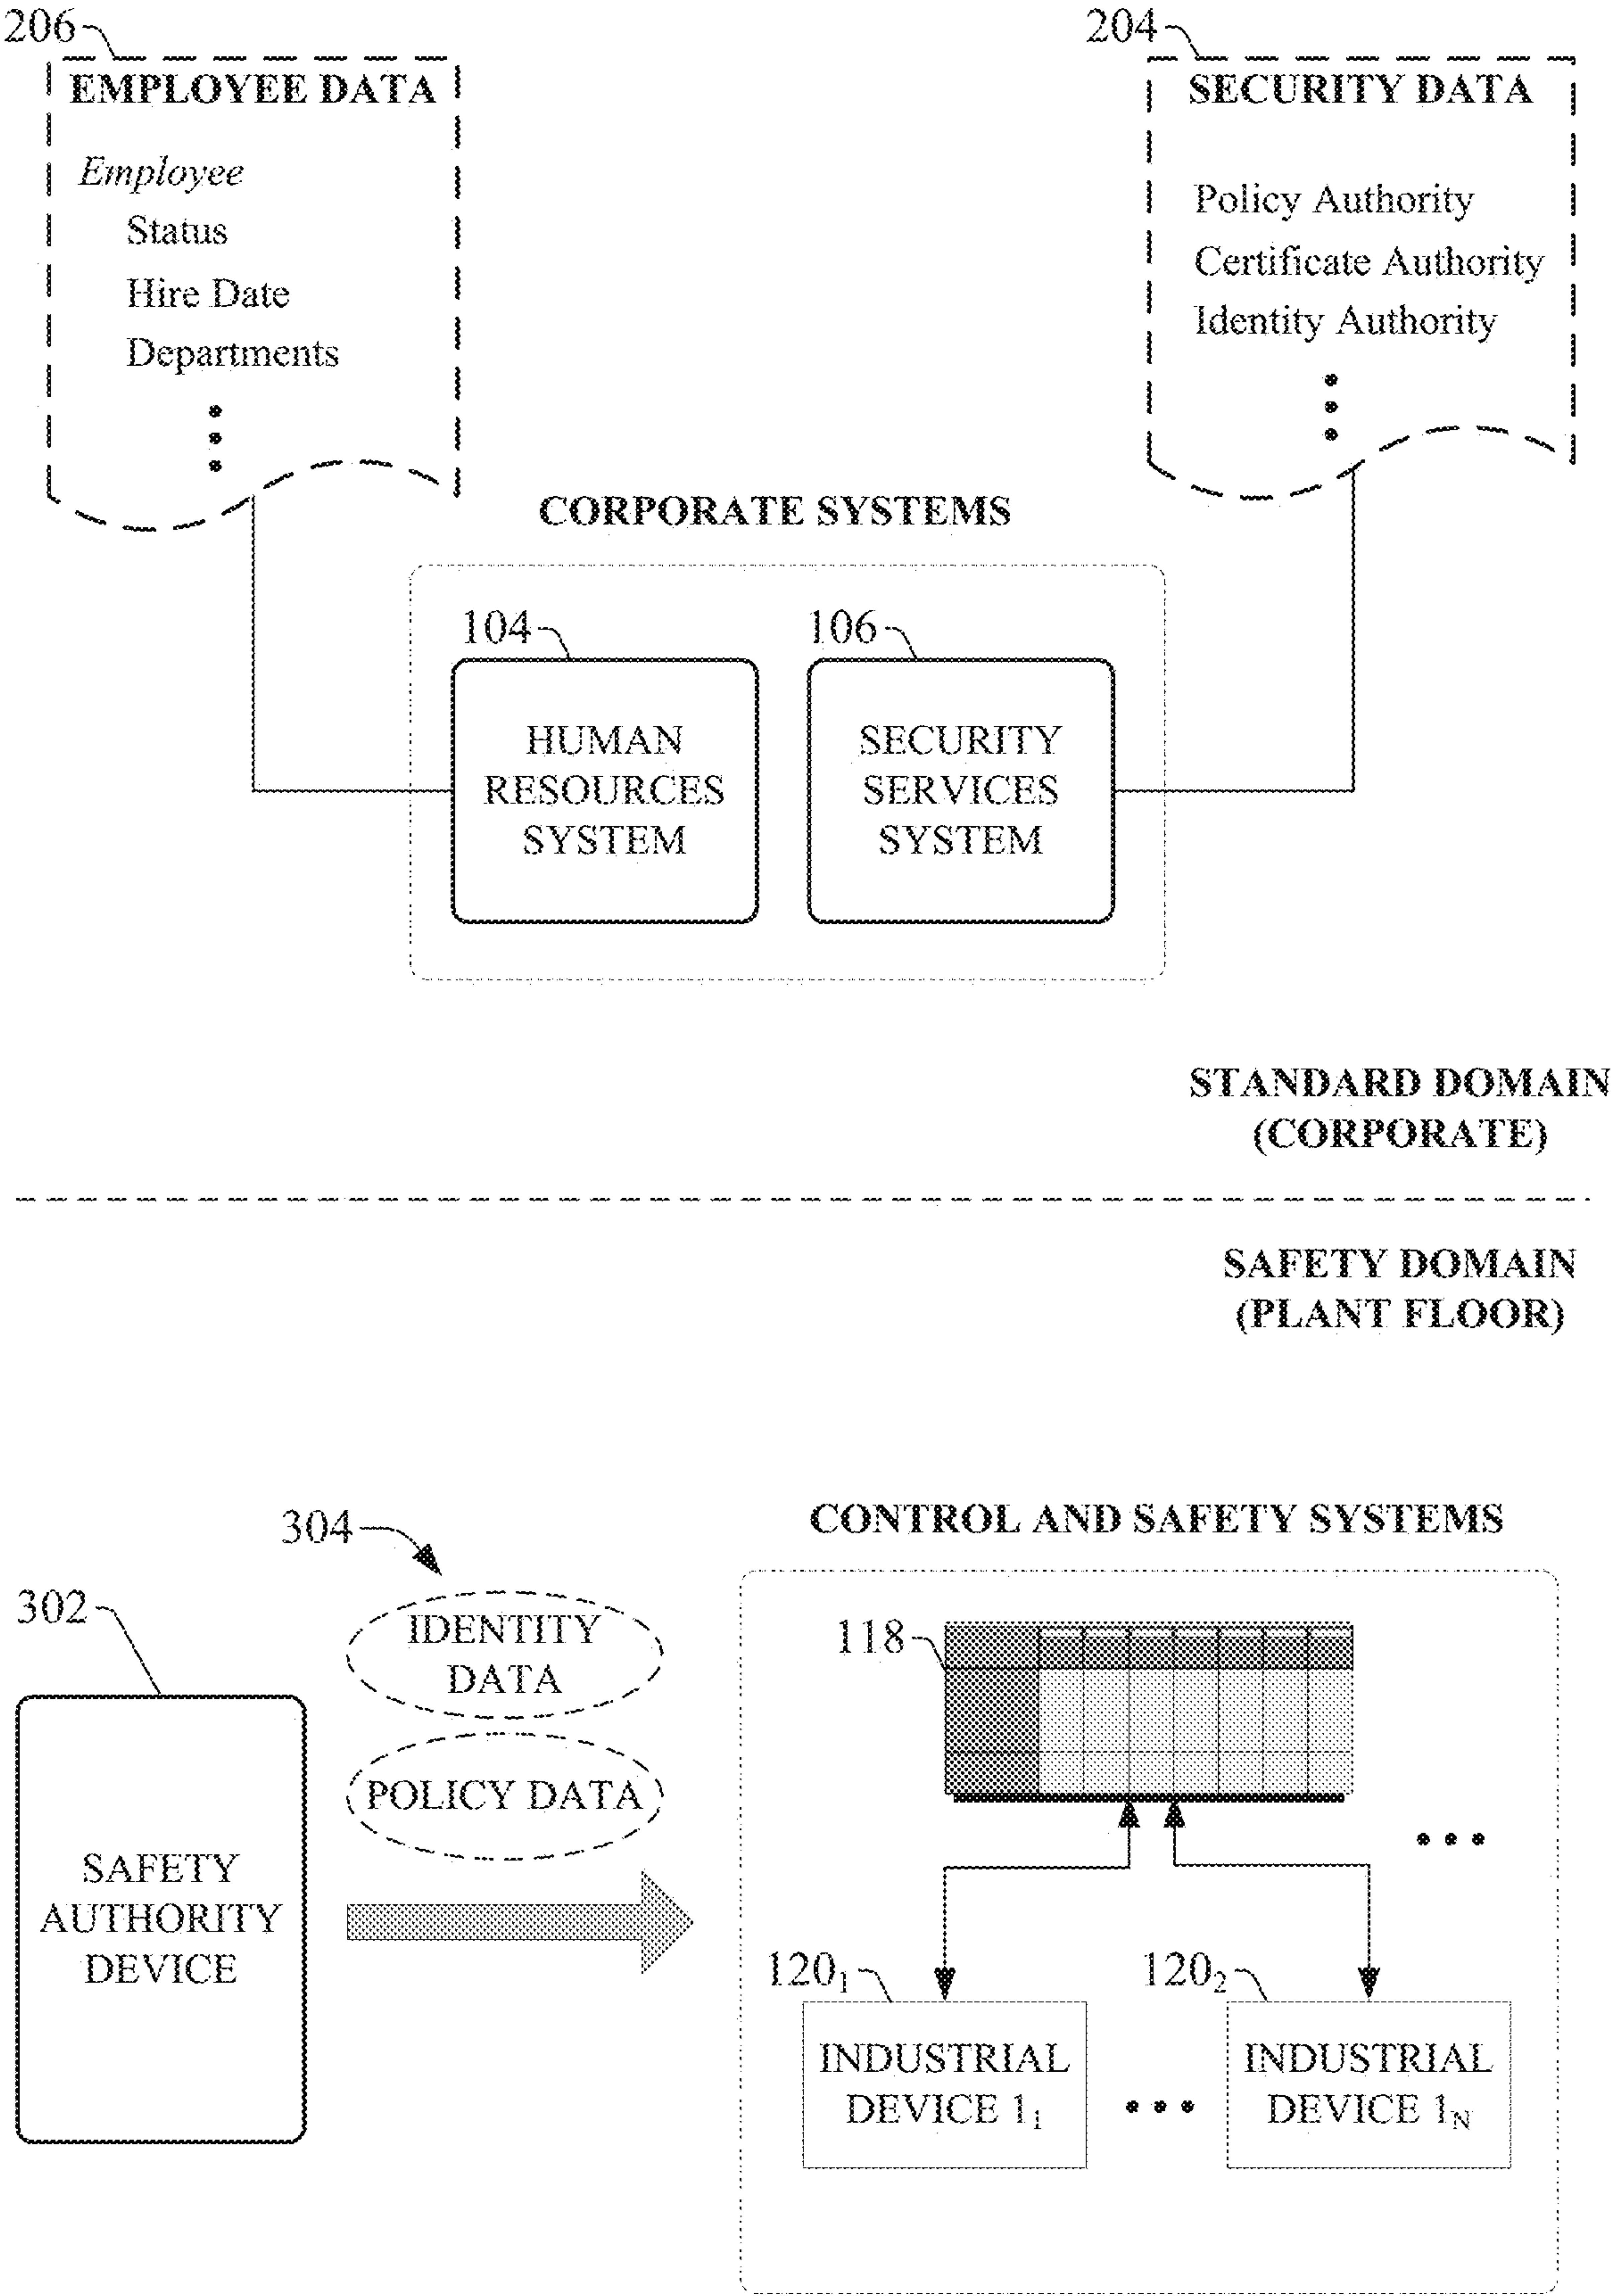 206
EMPLOYEE DATA
Employee
Status
Hire Date
Departments
204
SECURITY DATA
Policy Authority
Certificate Authority
Identity Authority
CORPORATE SYSTEMS
104
HUMAN
RESOURCES
SYSTEM
106
SECURITY
SERVICES
SYSTEM
STANDARD DOMAIN
(CORPORATE)
SAFETY DOMAIN
(PLANT FLOOR)
302
SAFETY
AUTHORITY
DEVICE
304
IDENTITY
DATA
POLICY DATA
CONTROL AND SAFETY SYSTEMS
118
120₁
INDUSTRIAL
DEVICE 1₁
120₂
INDUSTRIAL
DEVICE 1_N